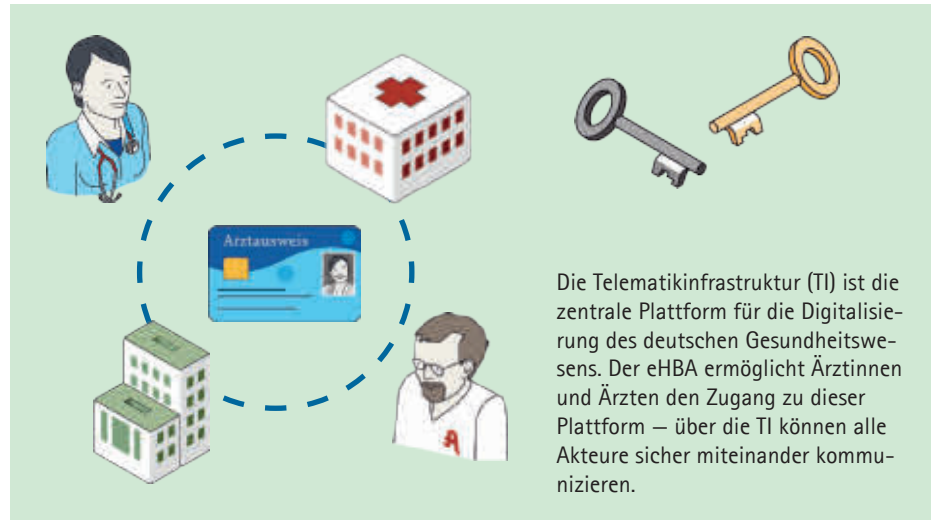 Arztausweis
A
Die Telematikinfrastruktur (TI) ist die
zentrale Plattform für die Digitalisie-
rung des deutschen Gesundheitswe-
sens. Der eHBA ermöglicht Ärztinnen
und Ärzten den Zugang zu dieser
Plattform — über die TI können alle
Akteure sicher miteinander kommu-
nizieren.